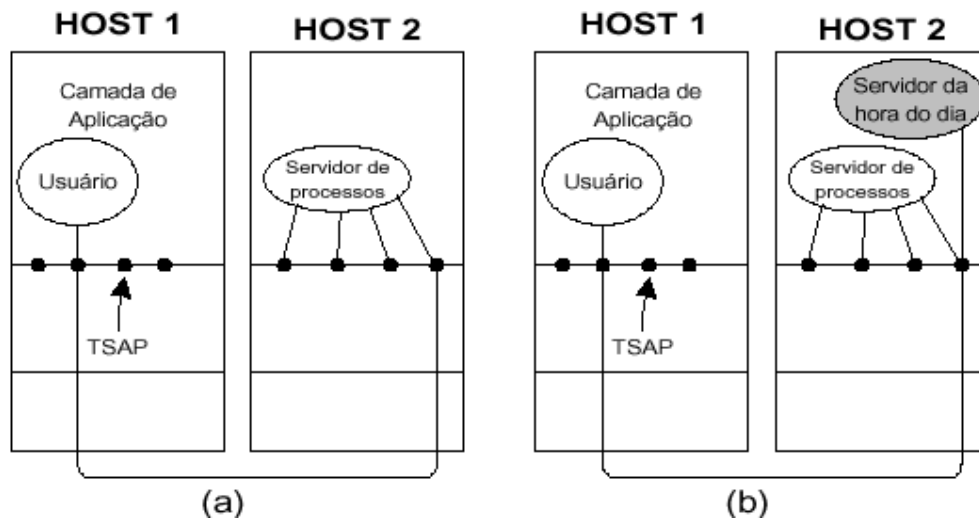 HOST 1
HOST 2
Camada de
Aplicação
Usuário
Servidor de
processos
TSAP
(a)
HOST 1
HOST 2
Camada de
Aplicação
Usuário
Servidor da
hora do dia
Servidor de
processos
TSAP
(b)